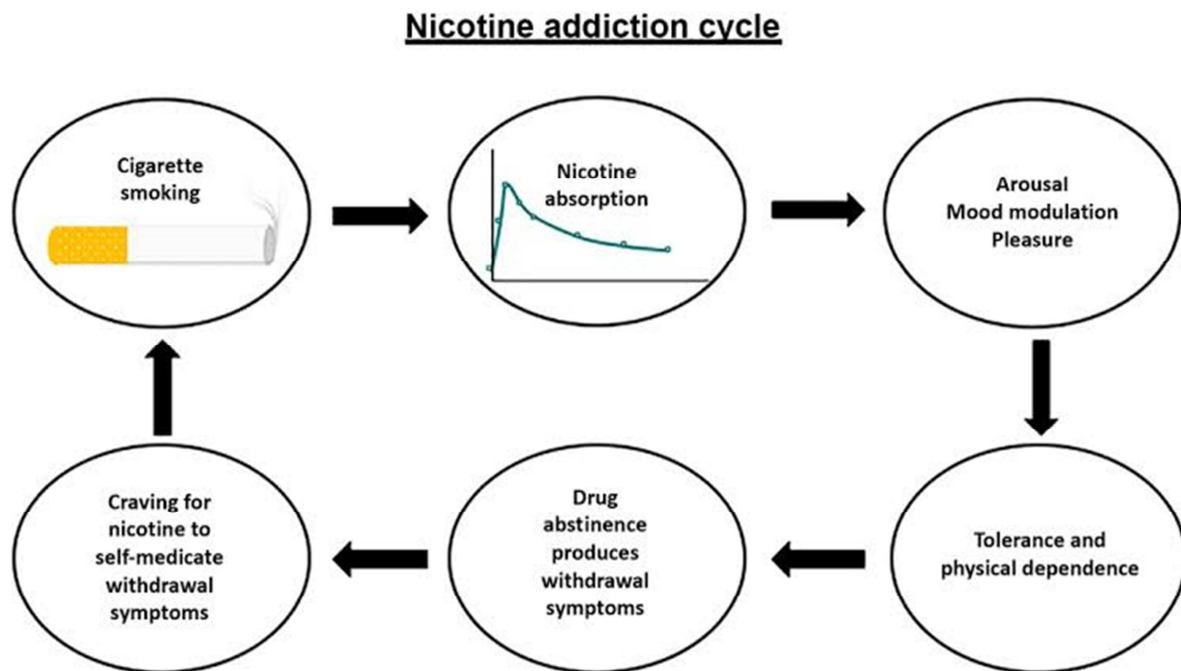 Nicotine addiction cycle
Cigarette
smoking
Nicotine
absorption
Arousal
Mood modulation
Pleasure
Tolerance and
physical dependence
Drug
abstinence
produces
withdrawal
symptoms
Craving for
nicotine to
self-medicate
withdrawal
symptoms